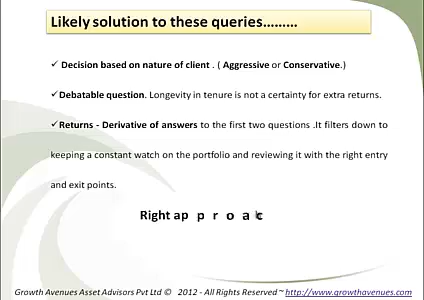 Likely solution to these queries.........
✓ Decision based on nature of client . ( Aggressive or Conservative.)
✓Debatable question. Longevity in tenure is not a certainty for extra returns.
✓Returns - Derivative of answers to the first two questions .It filters down to
keeping a constant watch on the portfolio and reviewing it with the right entry
and exit points.
Right ap p r o a
Growth Avenues Asset Advisors Pvt Ltd © 2012 - All Rights Reserved ~ http://www.growthavenues.com